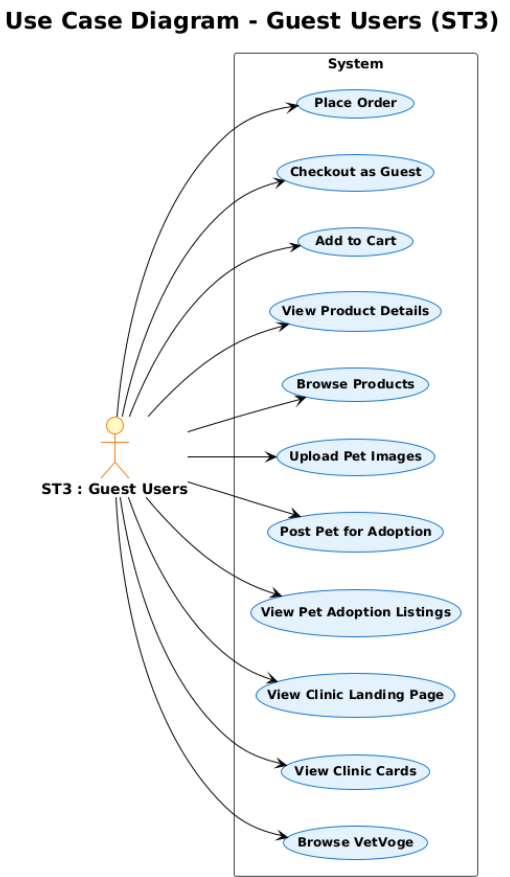 Use Case Diagram - Guest Users (ST3)
System
Place Order
Checkout as Guest
Add to Cart
View Product Details
Browse Products
Upload Pet Images
ST3 : Guest Users
Post Pet for Adoption
View Pet Adoption Listings
View Clinic Landing Page
View Clinic Cards
Browse VetVoge